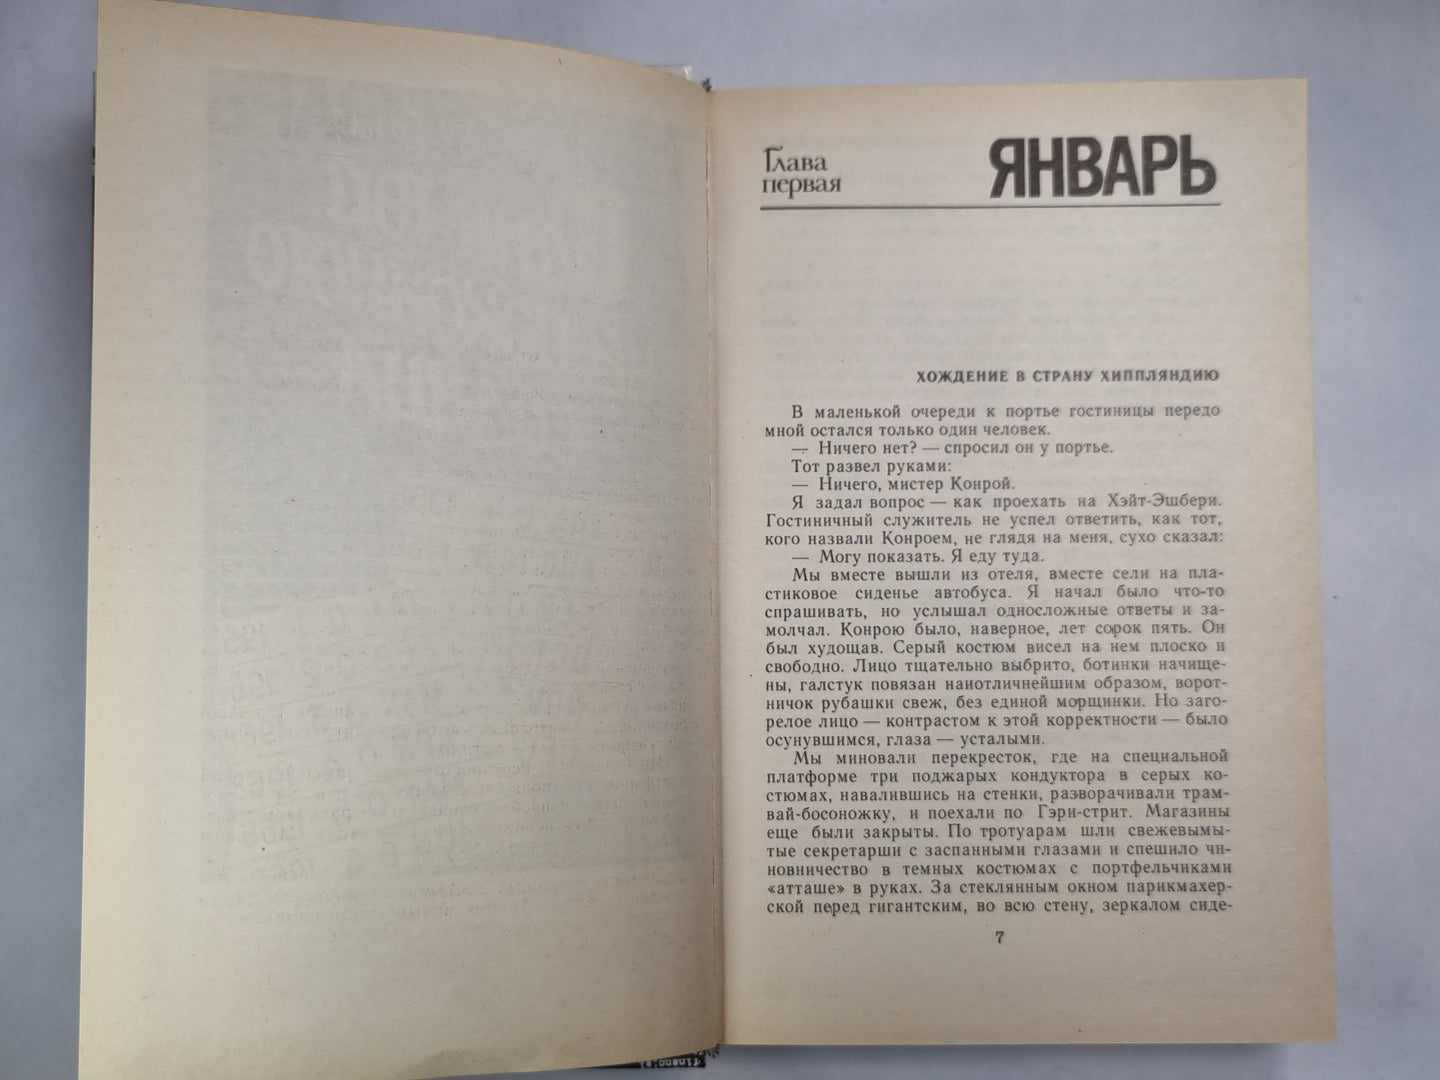 Глава
первая
ЯНВАРЬ
ХОЖДЕНИЕ В СТРАНУ ХИППЛЯНДИЮ
В маленькой очереди к портье гостиницы передо
мной остался только один человек.
— Ничего нет? — спросил он у портье.
Тот развел руками:
— Ничего, мистер Конрой.
Я задал вопрос — как проехать на Хэйт-Эшбери.
Гостиничный служитель не успел ответить, как тот,
кого назвали Конроем, не глядя на меня, сухо сказал:
— Могу показать. Я еду туда.
Мы вместе вышли из отеля, вместе сели на пла-
стиковое сиденье автобуса. Я начал было что-то
спрашивать, но услышал односложные ответы и за-
молчал. Конрою было, наверное, лет сорок пять. Он
был худощав. Серый костюм висел на нем плоско и
свободно. Лицо тщательно выбрито, ботинки начище-
ны, галстук повязан наиотличнейшим образом, ворот-
ничок рубашки свеж, без единой морщинки. Но заго-
релое лицо — контрастом к этой корректности — было
осунувшимся, глаза — усталыми.
Мы миновали перекресток, где на специальной
платформе три поджарых кондуктора в серых ко-
стюмах, навалившись на стенки, разворачивали трам-
вай-босоножку, и поехали по Гэри-стрит. Магазины
еще были закрыты. По тротуарам шли свежевымы-
тые секретарши с заспанными глазами и спешило чи-
новничество в темных костюмах с портфельчиками
«атташе» в руках. За стеклянным окном парикмахер-
ской перед гигантским, во всю стену, зеркалом сиде-
7